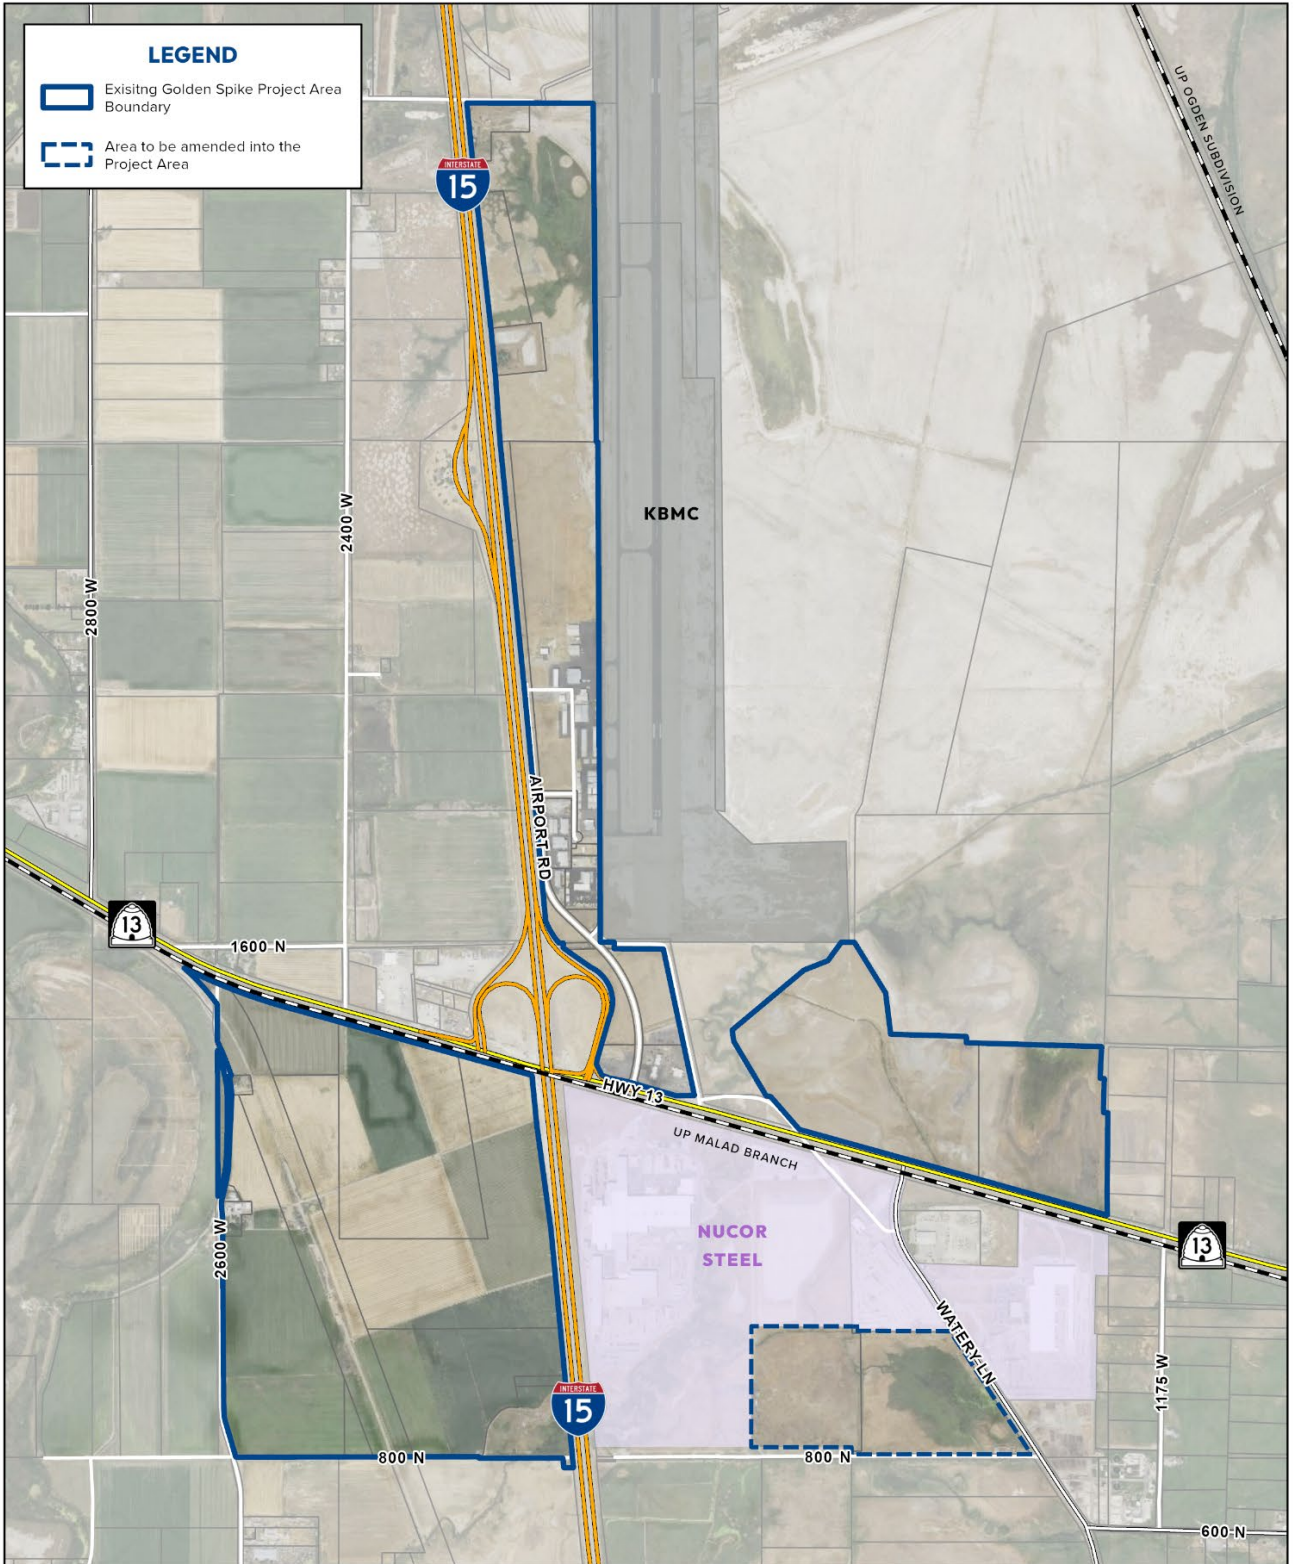 LEGEND
Exisitng Golden Spike Project Area
Boundary
Area to be amended into the
Project Area
UP OGDEN SUBDIVISION
INTERSTATE
15
KBMC
2400 W
2800 W
AIRPORT RD
13
1600 N
HWY 13
UP MALAD BRANCH
NUCOR
STEEL
2600 W
13
WATERY LN
1175 W
INTERSTATE
15
800 N
800 N
600 N